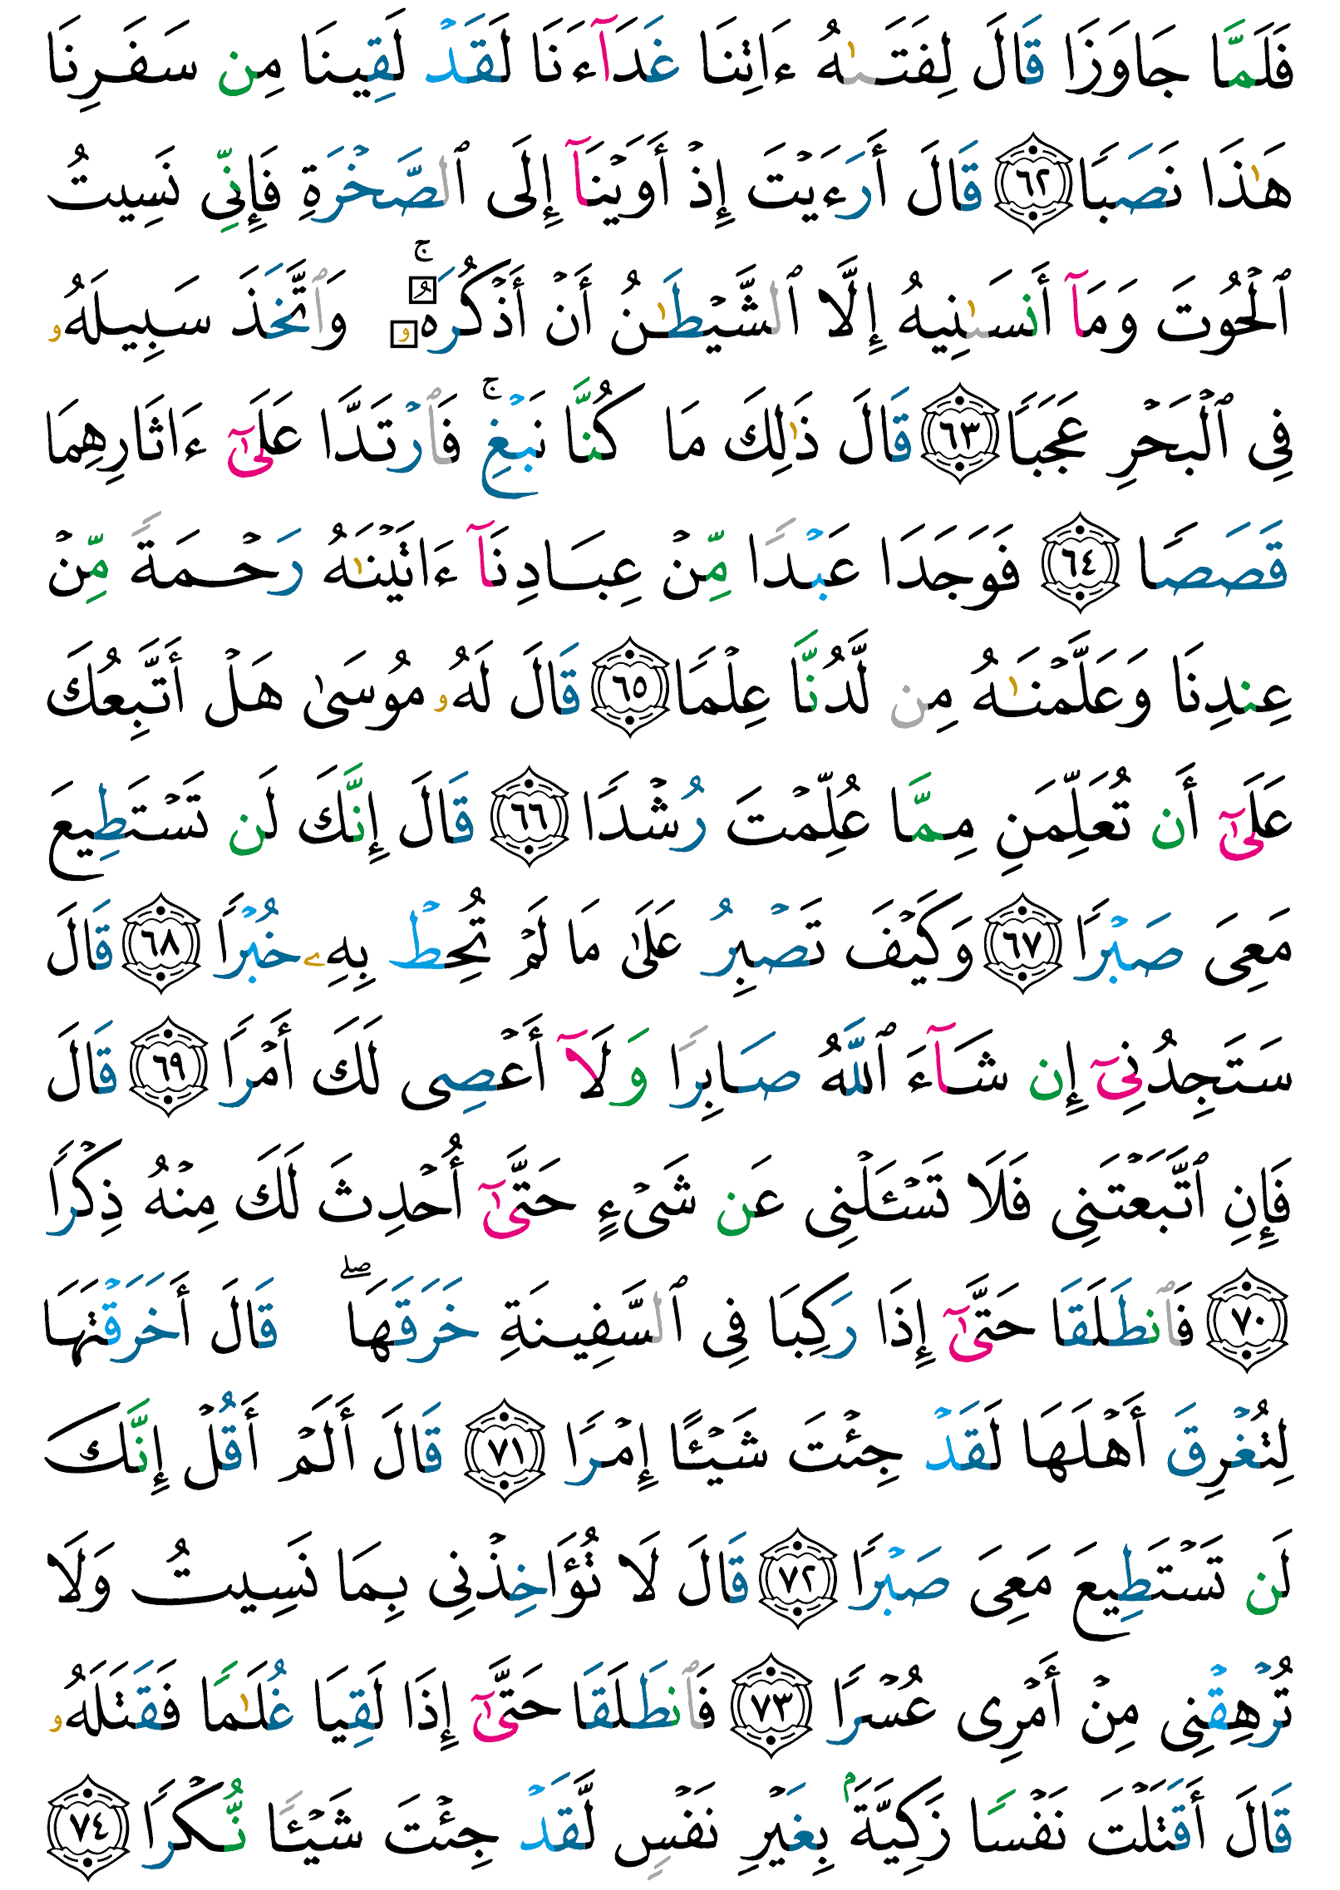 فَلَمَّا جَاوَزَا قَالَ لِفَتَىٰهُ ءَاتِنَا غَدَآءَنَا لَقَدْ لَقِينَا مِن سَفَرِنَا
هَٰذَا نَصَبًا ٦٢ قَالَ أَرَءَيْتَ إِذْ أَوَيْنَآ إِلَى ٱلصَّخْرَةِ فَإِنِّى نَسِيتُ
ٱلْحُوتَ وَمَآ أَنسَىٰنِيهُ إِلَّا ٱلشَّيْطَٰنُ أَنْ أَذْكُرَهُۥ ۚ وَٱتَّخَذَ سَبِيلَهُۥ
فِى ٱلْبَحْرِ عَجَبًا ٦٣ قَالَ ذَٰلِكَ مَا كُنَّا نَبْغِ ۚ فَٱرْتَدَّا عَلَىٰٓ ءَاثَارِهِمَا
قَصَصًا ٦٤ فَوَجَدَا عَبْدًا مِّنْ عِبَادِنَآ ءَاتَيْنَٰهُ رَحْمَةً مِّنْ
عِندِنَا وَعَلَّمْنَٰهُ مِن لَّدُنَّا عِلْمًا ٦٥ قَالَ لَهُۥ مُوسَىٰ هَلْ أَتَّبِعُكَ
عَلَىٰٓ أَن تُعَلِّمَنِ مِمَّا عُلِّمْتَ رُشْدًا ٦٦ قَالَ إِنَّكَ لَن تَسْتَطِيعَ
مَعِىَ صَبْرًا ٦٧ وَكَيْفَ تَصْبِرُ عَلَىٰ مَا لَمْ تُحِطْ بِهِۦ خُبْرًا ٦٨ قَالَ
سَتَجِدُنِىٓ إِن شَآءَ ٱللَّهُ صَابِرًا وَلَآ أَعْصِى لَكَ أَمْرًا ٦٩ قَالَ
فَإِنِ ٱتَّبَعْتَنِى فَلَا تَسْـَٔلْنِى عَن شَىْءٍ حَتَّىٰٓ أُحْدِثَ لَكَ مِنْهُ ذِكْرًا
٧٠ فَٱنطَلَقَا حَتَّىٰٓ إِذَا رَكِبَا فِى ٱلسَّفِينَةِ خَرَقَهَا ۖ قَالَ أَخَرَقْتَهَا
لِتُغْرِقَ أَهْلَهَا لَقَدْ جِئْتَ شَيْـًٔا إِمْرًا ٧١ قَالَ أَلَمْ أَقُلْ إِنَّكَ
لَن تَسْتَطِيعَ مَعِىَ صَبْرًا ٧٢ قَالَ لَا تُؤَاخِذْنِى بِمَا نَسِيتُ وَلَا
تُرْهِقْنِى مِنْ أَمْرِى عُسْرًا ٧٣ فَٱنطَلَقَا حَتَّىٰٓ إِذَا لَقِيَا غُلَٰمًا فَقَتَلَهُۥ
قَالَ أَقَتَلْتَ نَفْسًا زَكِيَّةًۢ بِغَيْرِ نَفْسٍ لَّقَدْ جِئْتَ شَيْـًٔا نُّكْرًا ٧٤